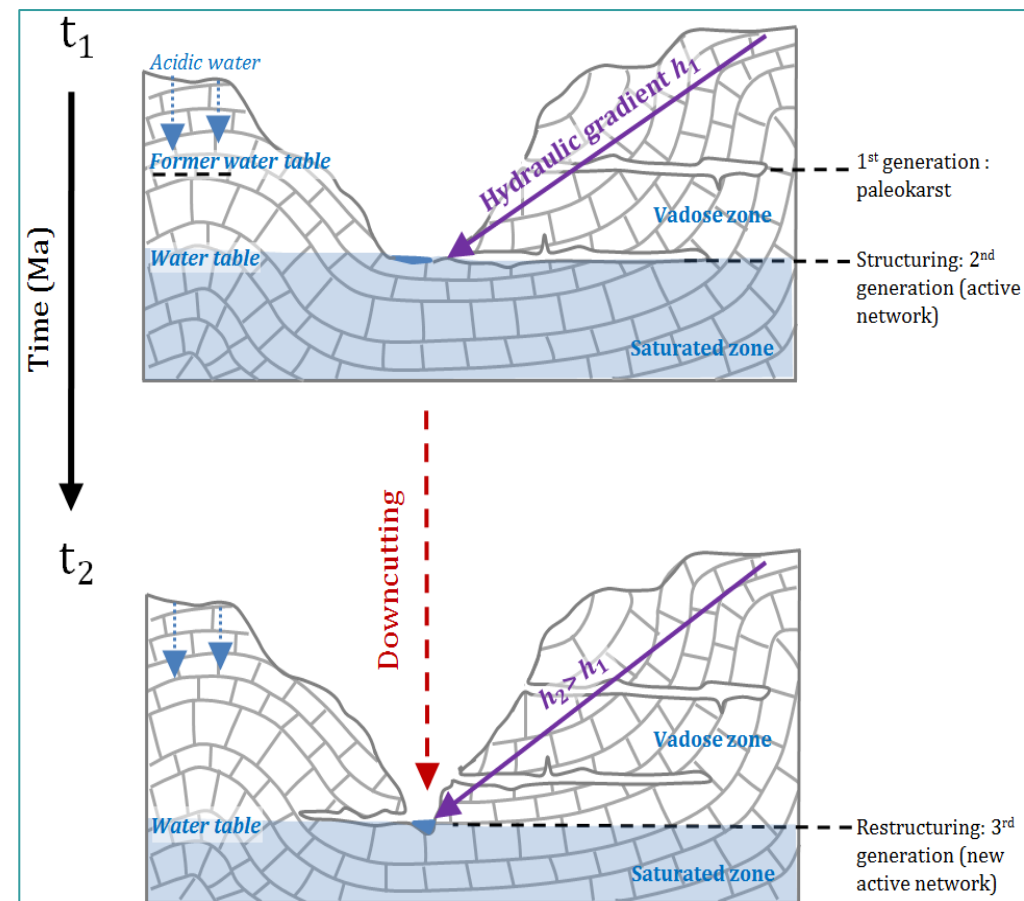 t1
Acidic water
Hydraulic gradient h1
Former water table
1st generation :
paleokarst
Vadose zone
Water table
Structuring: 2nd
generation (active
network)
Saturated zone
Time (Ma)
Downcutting
t2
h2> h1
Vadose zone
Water table
Restructuring: 3rd
generation (new
active network)
Saturated zone